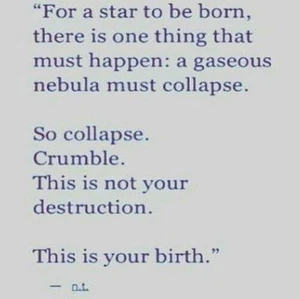 “For a star to be born,
there is one thing that
must happen: a gaseous
nebula must collapse.
So collapse.
Crumble.
This is not your
destruction.
This is your birth.”
— n.t.